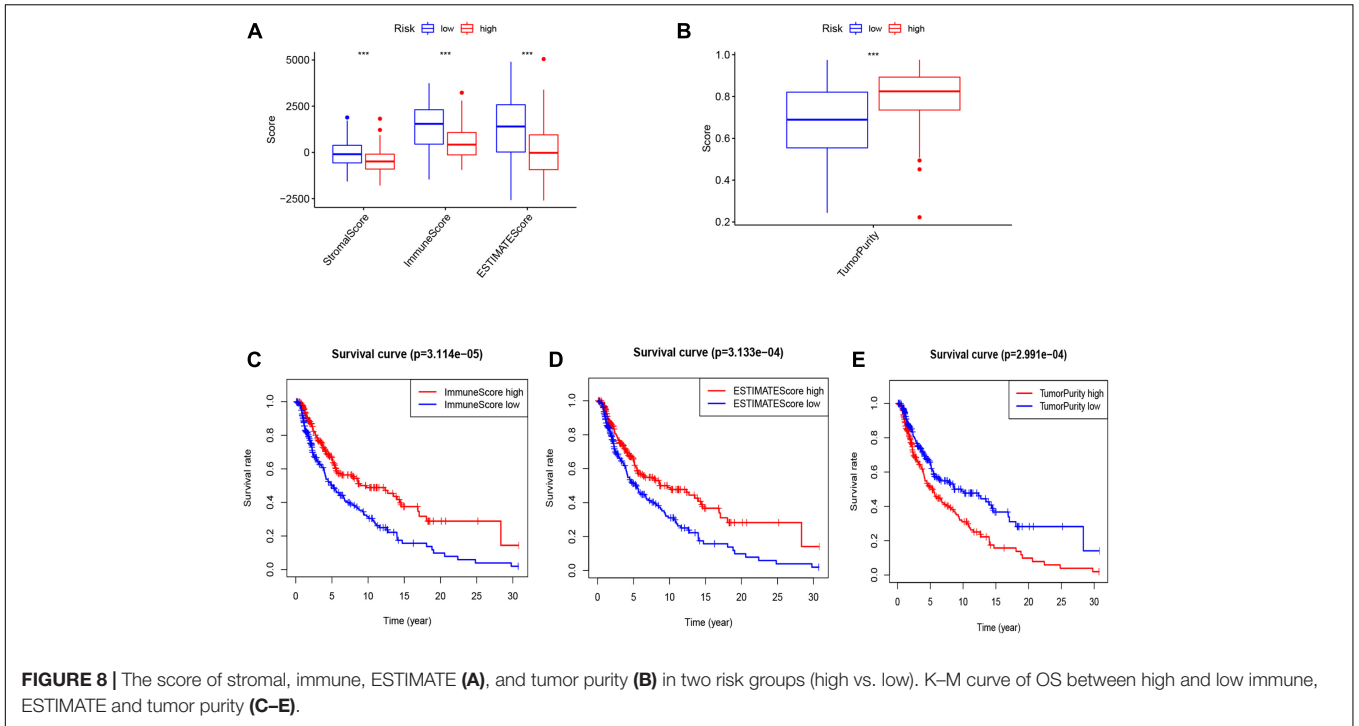 A
Risk low high
*** *** ***
5000
2500
0
−2500
Score
StromalScore
ImmuneScore
ESTIMATEScore
B
Risk low high
***
1.0
0.8
0.6
0.4
0.2
Score
TumorPurity
C
Survival curve (p=3.114e−05)
ImmuneScore high
ImmuneScore low
1.0
0.8
0.6
0.4
0.2
0.0
Survival rate
0 5 10 15 20 25 30
Time (year)
D
Survival curve (p=3.133e−04)
ESTIMATEScore high
ESTIMATEScore low
1.0
0.8
0.6
0.4
0.2
0.0
Survival rate
0 5 10 15 20 25 30
Time (year)
E
Survival curve (p=2.991e−04)
TumorPurity high
TumorPurity low
1.0
0.8
0.6
0.4
0.2
0.0
Survival rate
0 5 10 15 20 25 30
Time (year)
FIGURE 8 | The score of stromal, immune, ESTIMATE (A), and tumor purity (B) in two risk groups (high vs. low). K–M curve of OS between high and low immune,
ESTIMATE and tumor purity (C–E).